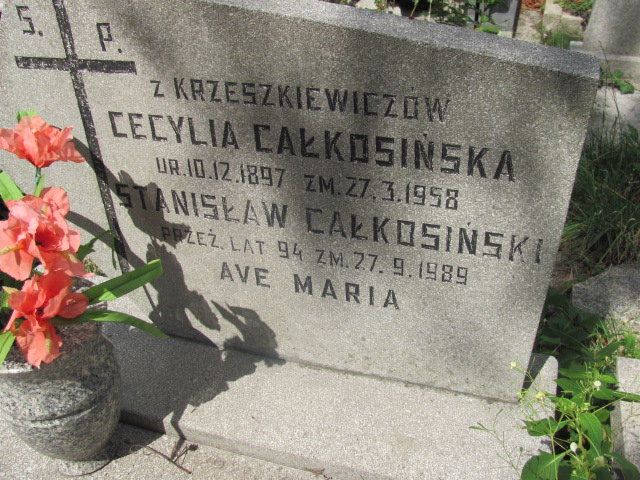 Ś. P.
Z KRZESZKIEWICZÓW
CECYLIA CAŁKOSIŃSKA
UR.10.12.1897 ZM.27.3.1958
STANISŁAW CAŁKOSIŃSKI
PRZEŻ. LAT 94 ZM.27.9.1989
AVE MARIA